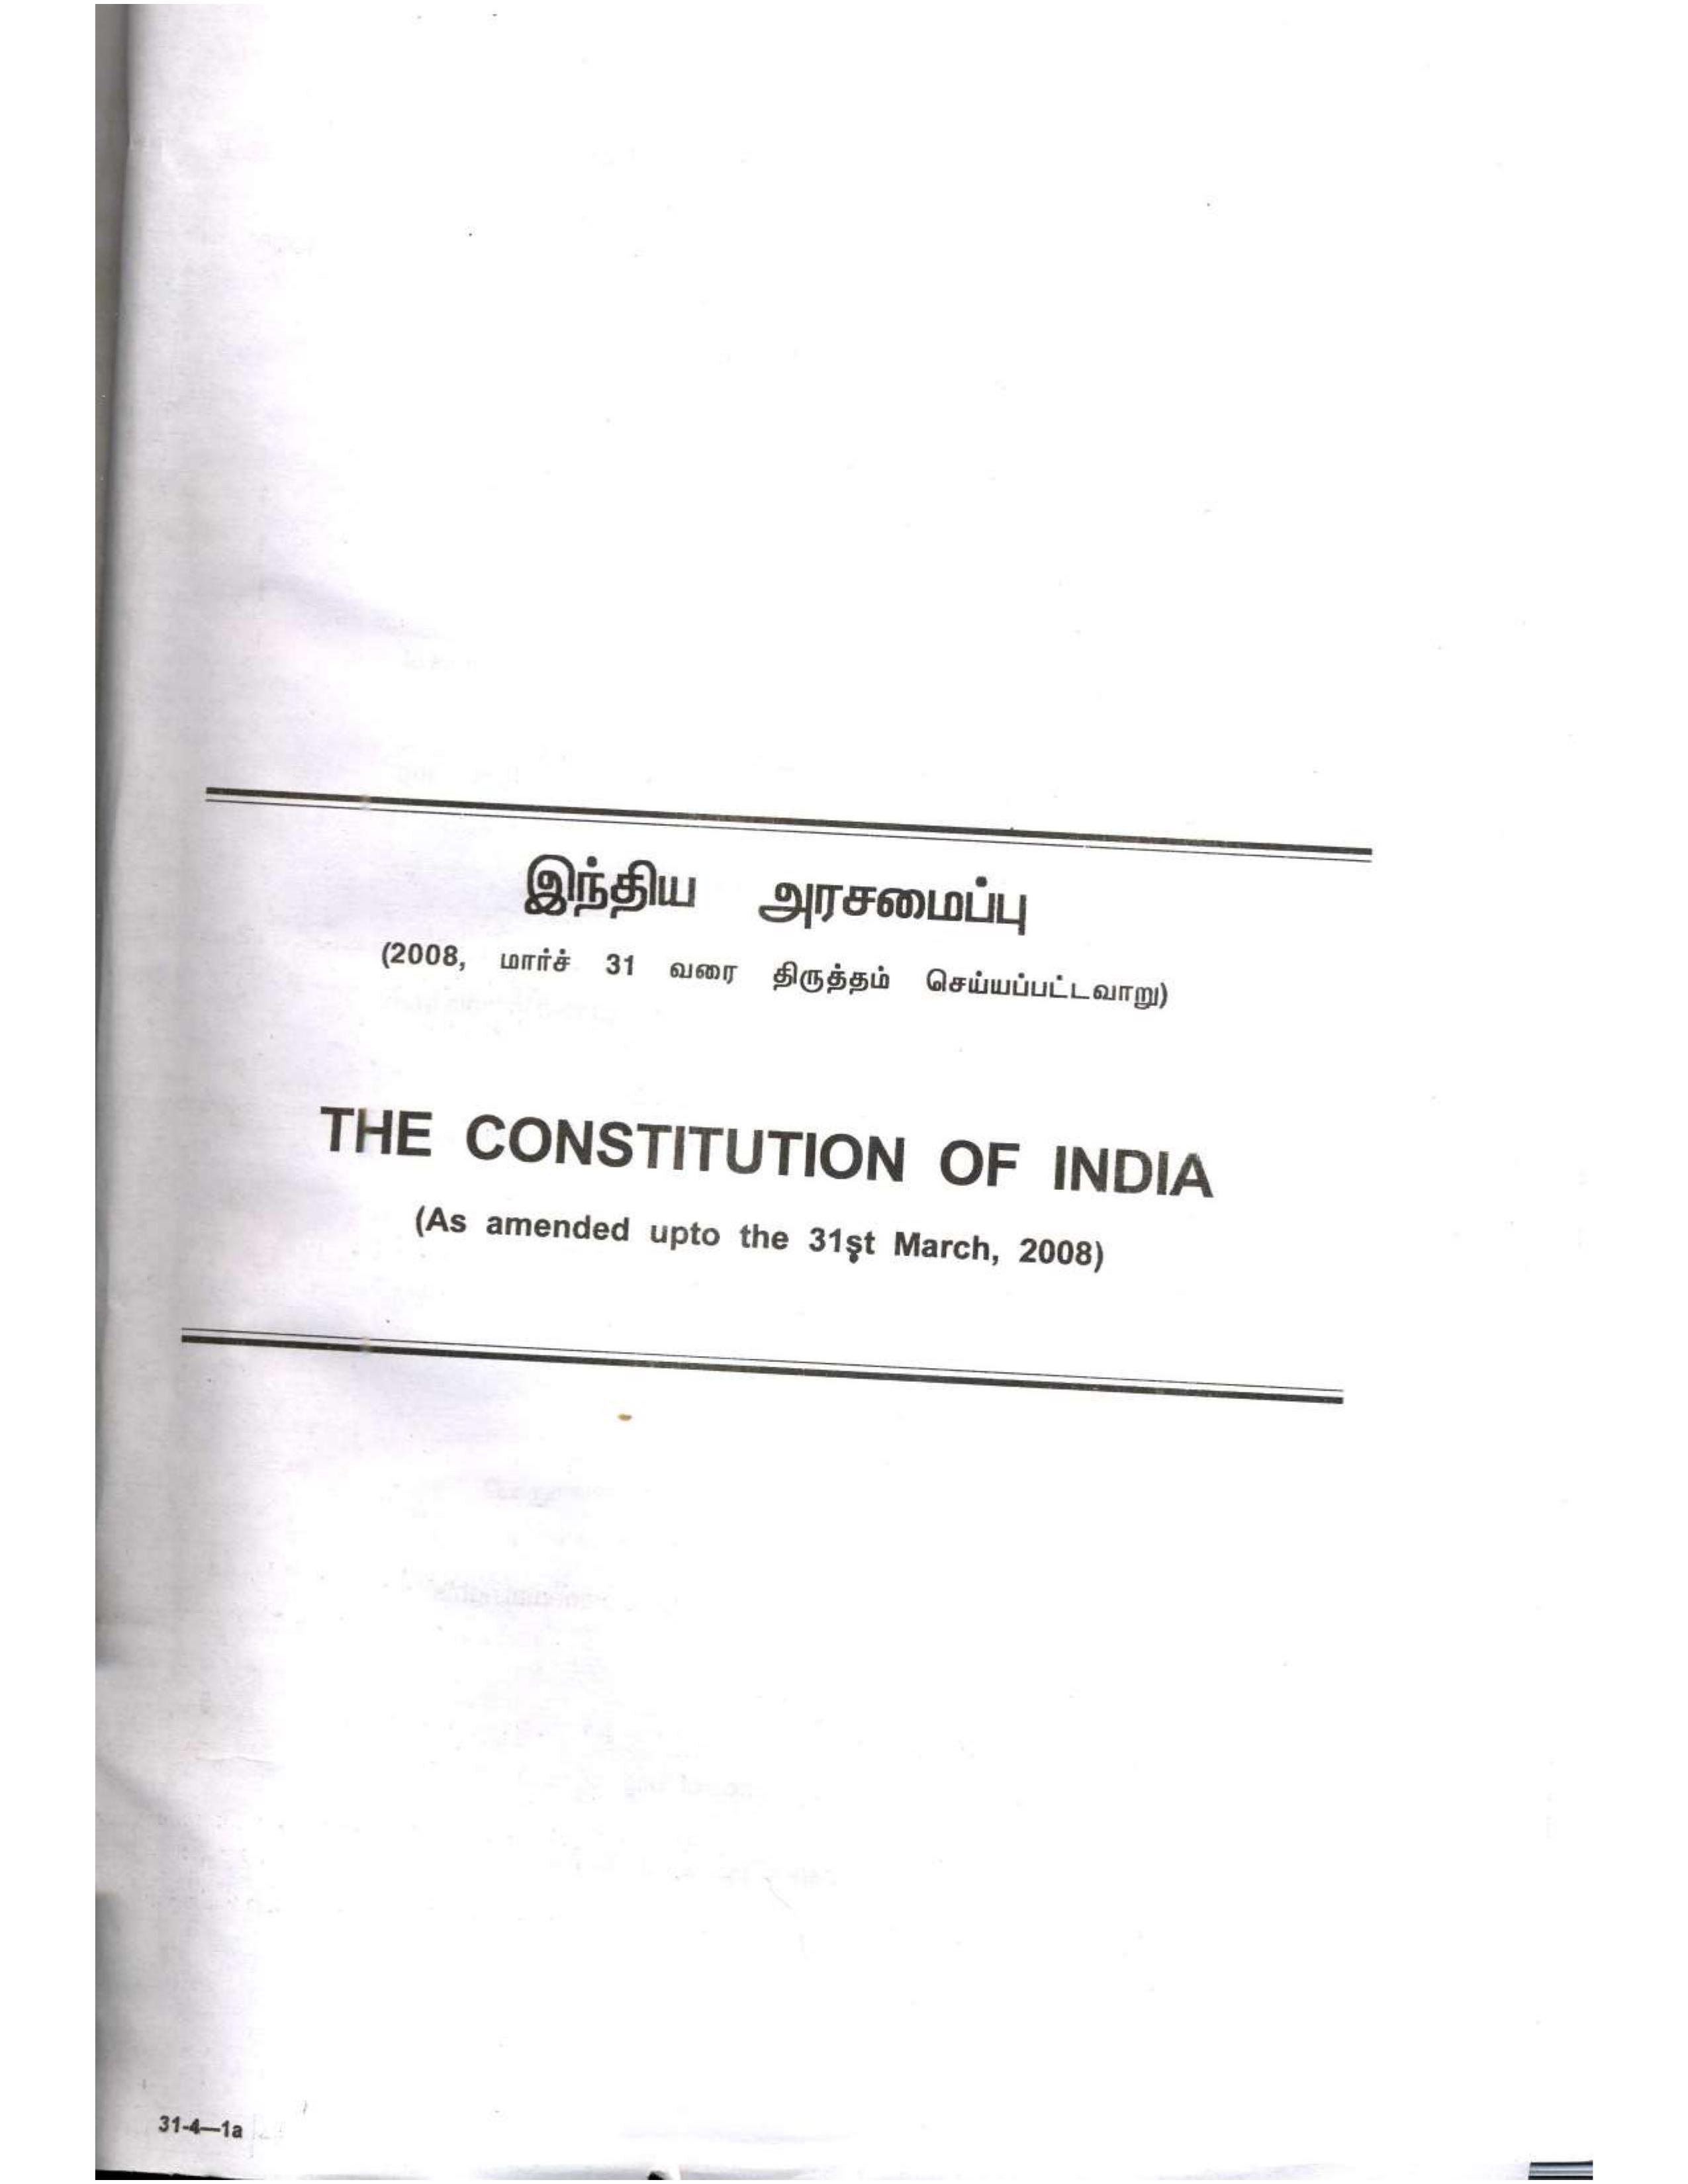 இந்திய அரசமைப்பு
(2008, மார்ச் 31 வரை திருத்தம் செய்யப்பட்டவாறு)
THE CONSTITUTION OF INDIA
(As amended upto the 31st March, 2008)
31-4—1a